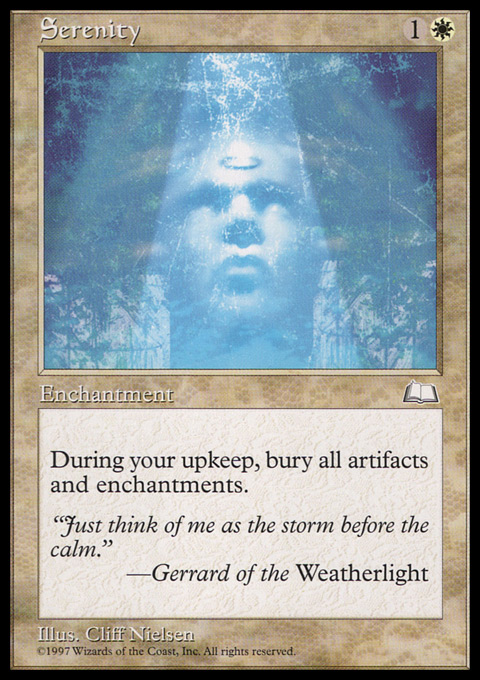 Serenity 1
Enchantment
During your upkeep, bury all artifacts
and enchantments.
“Just think of me as the storm before the
calm.”
—Gerrard of the Weatherlight
Illus. Cliff Nielsen
©1997 Wizards of the Coast, Inc. All rights reserved.